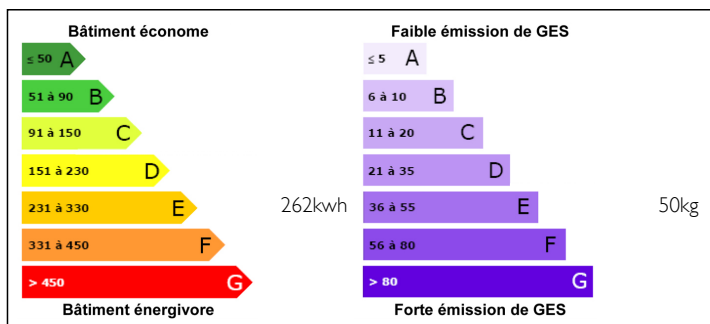 Bâtiment économe
≤ 50 A
51 à 90 B
91 à 150 C
151 à 230 D
231 à 330 E
262kwh
331 à 450 F
> 450 G
Bâtiment énergivore
Faible émission de GES
≤ 5 A
6 à 10 B
11 à 20 C
21 à 35 D
36 à 55 E
50kg
56 à 80 F
> 80 G
Forte émission de GES